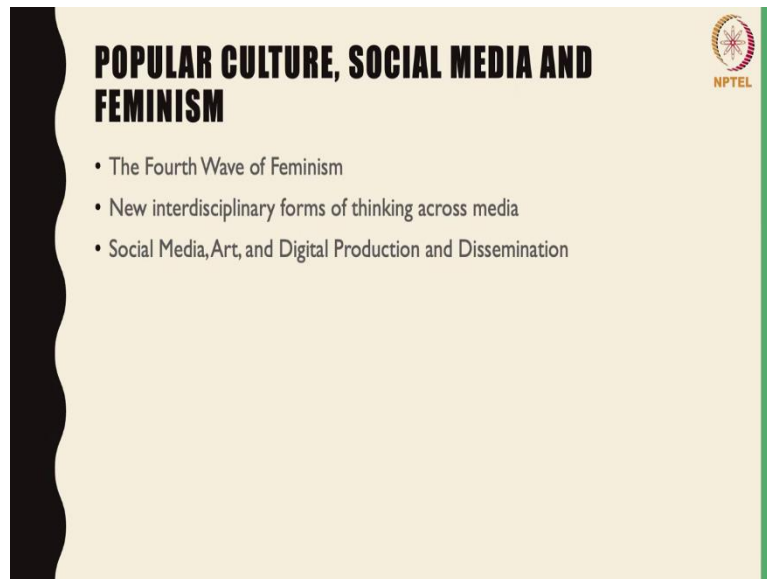 POPULAR CULTURE, SOCIAL MEDIA AND
FEMINISM
NPTEL
• The Fourth Wave of Feminism
• New interdisciplinary forms of thinking across media
• Social Media, Art, and Digital Production and Dissemination